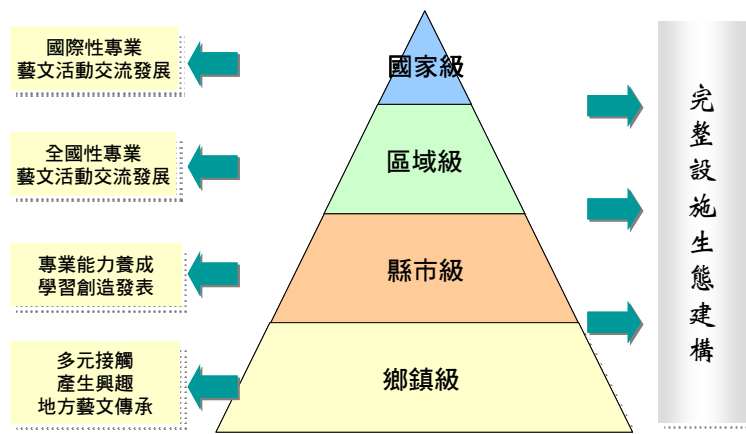 國際性專業
藝文活動交流發展
國家級
全國性專業
藝文活動交流發展
區域級
專業能力養成
學習創造發表
縣市級
多元接觸
產生興趣
地方藝文傳承
鄉鎮級
完整設施生態建構